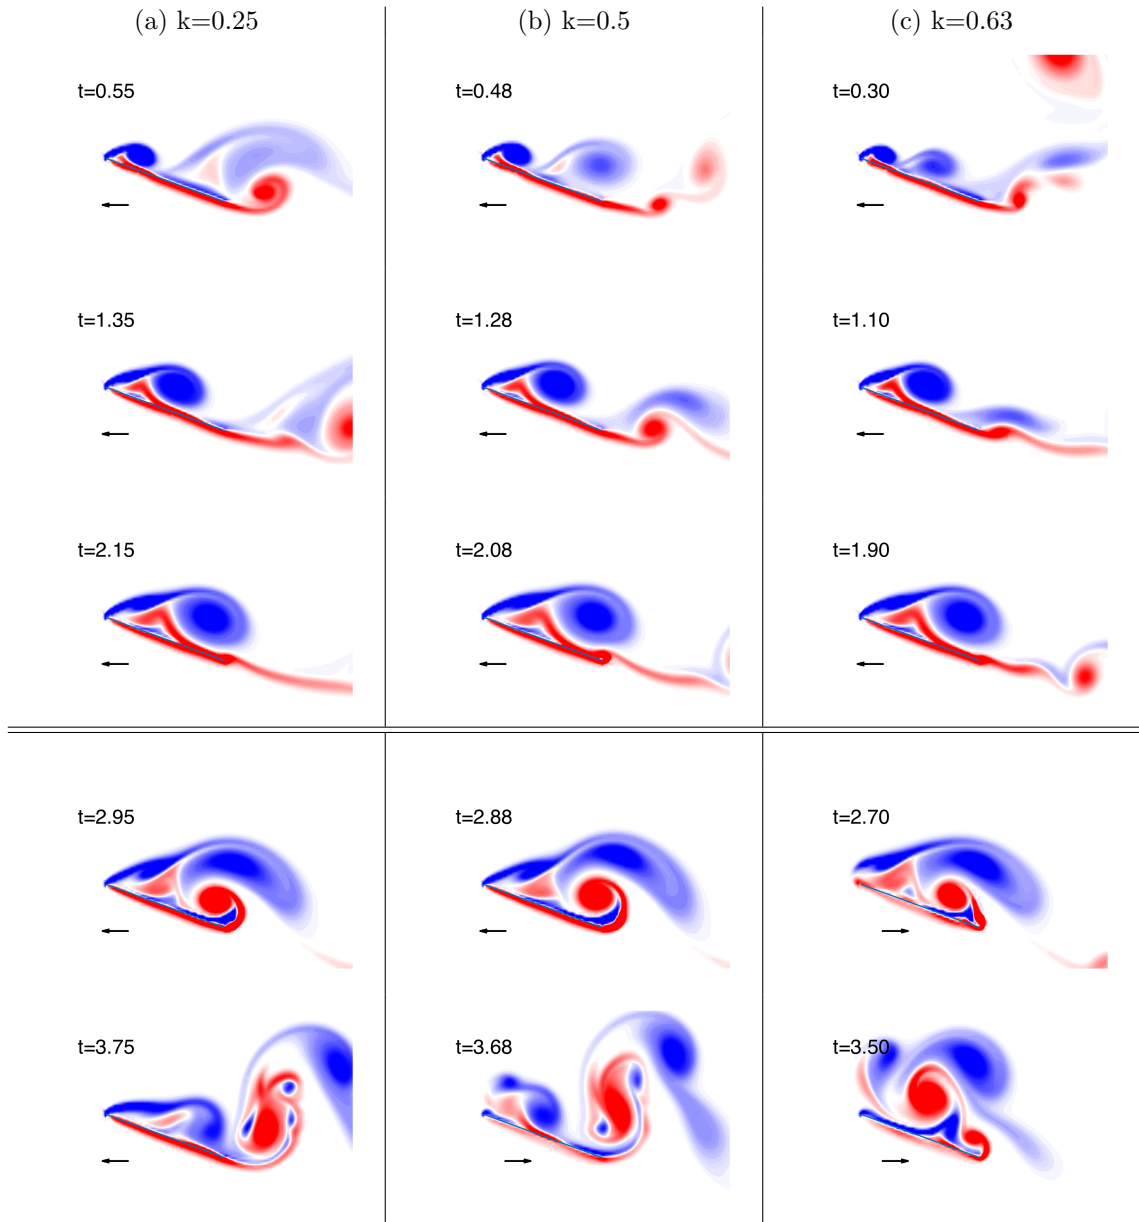 (a) k=0.25 (b) k=0.5 (c) k=0.63
t=0.55 t=0.48 t=0.30
t=1.35 t=1.28 t=1.10
t=2.15 t=2.08 t=1.90
t=2.95 t=2.88 t=2.70
t=3.75 t=3.68 t=3.50